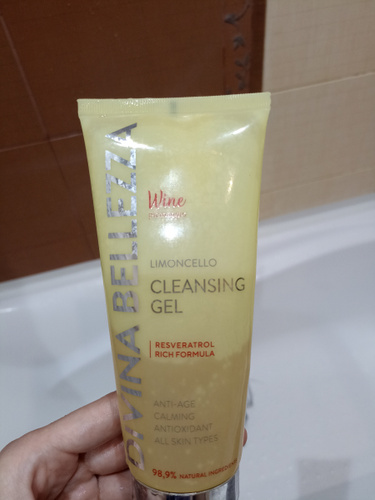 DIVINA BELLEZZA
Wine
LIMONCELLO
CLEANSING
GEL
RESVERATROL
RICH FORMULA
ANTI-AGE
CALMING
ANTIOXIDANT
ALL SKIN TYPES
98,9% NATURAL